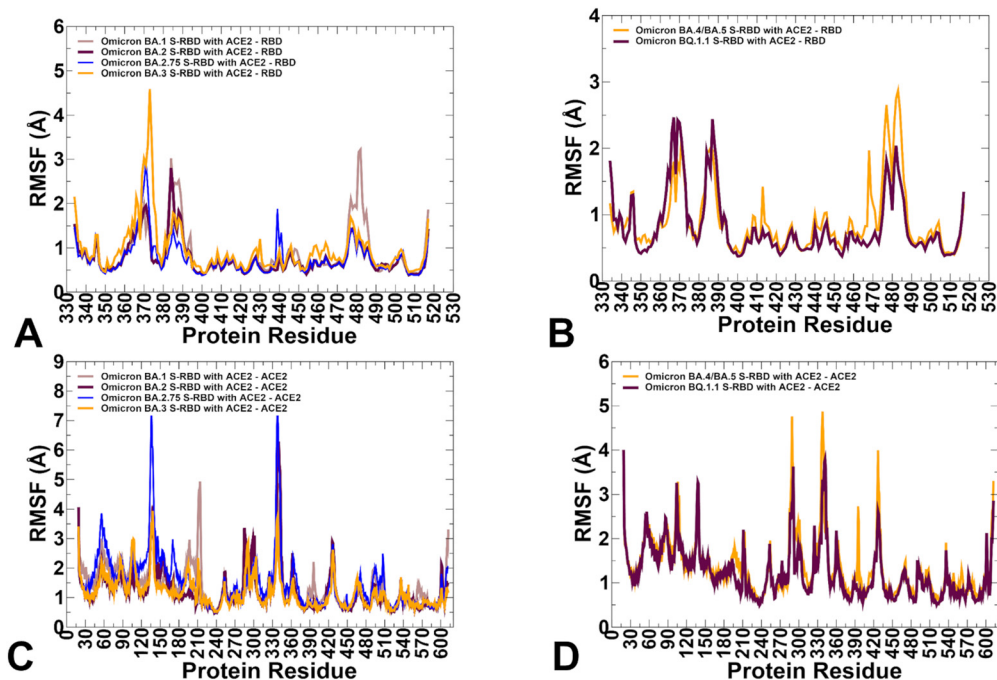 Omicron BA.1 S-RBD with ACE2 - RBD
Omicron BA.2 S-RBD with ACE2 - RBD
Omicron BA.2.75 S-RBD with ACE2 - RBD
Omicron BA.3 S-RBD with ACE2 - RBD
RMSF (Å)
6
5
4
3
2
1
0
330 340 350 360 370 380 390 400 410 420 430 440 450 460 470 480 490 500 510 520 530
Protein Residue
A
Omicron BA.4/BA.5 S-RBD with ACE2 - RBD
Omicron BQ.1.1 S-RBD with ACE2 - RBD
RMSF (Å)
4
3
2
1
0
330 340 350 360 370 380 390 400 410 420 430 440 450 460 470 480 490 500 510 520 530
Protein Residue
B
Omicron BA.1 S-RBD with ACE2 - ACE2
Omicron BA.2 S-RBD with ACE2 - ACE2
Omicron BA.2.75 S-RBD with ACE2 - ACE2
Omicron BA.3 S-RBD with ACE2 - ACE2
RMSF (Å)
9
8
7
6
5
4
3
2
1
0
0 30 60 90 120 150 180 210 240 270 300 330 360 390 420 450 480 510 540 570 600
Protein Residue
C
Omicron BA.4/BA.5 S-RBD with ACE2 - ACE2
Omicron BQ.1.1 S-RBD with ACE2 - ACE2
RMSF (Å)
6
5
4
3
2
1
0
0 30 60 90 120 150 180 210 240 270 300 330 360 390 420 450 480 510 540 570 600
Protein Residue
D